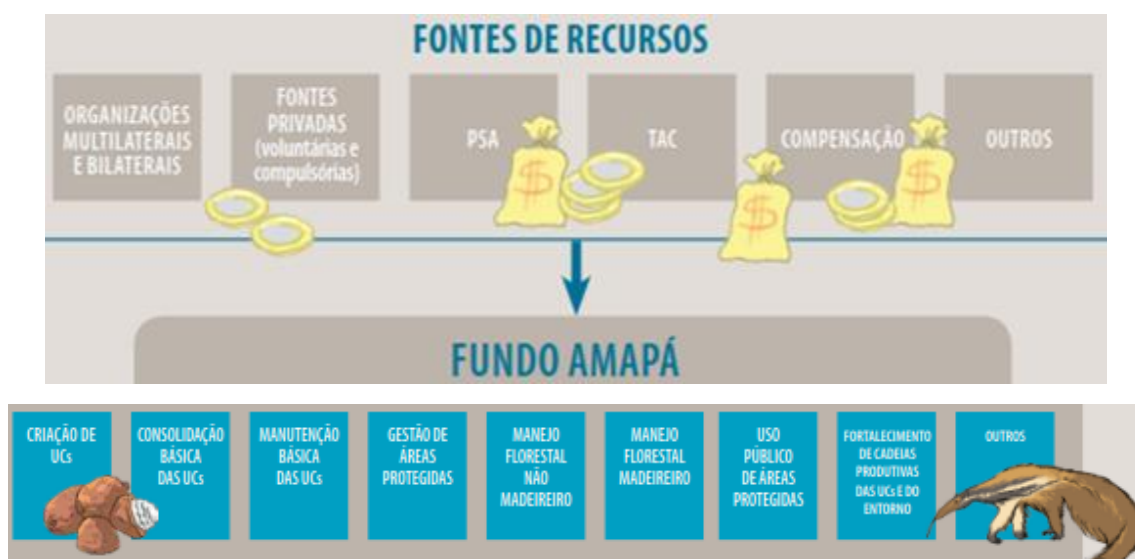 FONTES DE RECURSOS
ORGANIZAÇÕES
MULTILATERAIS
E BILATERAIS
FONTES
PRIVADAS
(voluntárias e
compulsórias)
PSA
TAC
COMPENSAÇÃO
OUTROS
FUNDO AMAPÁ
CRIAÇÃO DE
UCs
CONSOLIDAÇÃO
BÁSICA
DAS UCs
MANUTENÇÃO
BÁSICA
DAS UCs
GESTÃO DE
ÁREAS
PROTEGIDAS
MANEJO
FLORESTAL
NÃO
MADEIREIRO
MANEJO
FLORESTAL
MADEIREIRO
USO
PÚBLICO
DE ÁREAS
PROTEGIDAS
FORTALECIMENTO
DE CADEIAS
PRODUTIVAS
DAS UCs E DO
ENTORNO
OUTROS